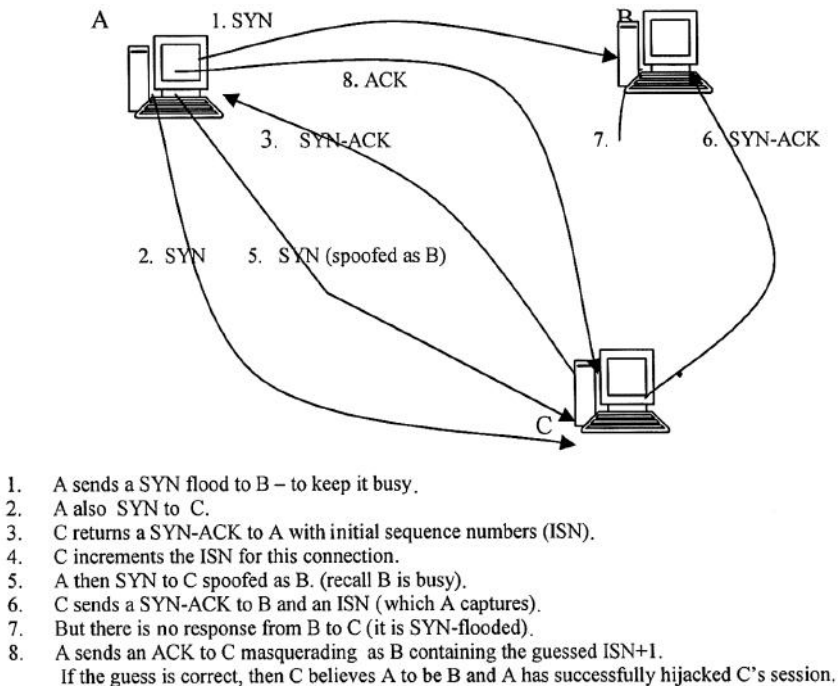 A
1. SYN
B
8. ACK
3. SYN-ACK
7.
6. SYN-ACK
2. SYN
5. SYN (spoofed as B)
C
1. A sends a SYN flood to B – to keep it busy.
2. A also SYN to C.
3. C returns a SYN-ACK to A with initial sequence numbers (ISN).
4. C increments the ISN for this connection.
5. A then SYN to C spoofed as B. (recall B is busy).
6. C sends a SYN-ACK to B and an ISN (which A captures).
7. But there is no response from B to C (it is SYN-flooded).
8. A sends an ACK to C masquerading as B containing the guessed ISN+1.
If the guess is correct, then C believes A to be B and A has successfully hijacked C's session.